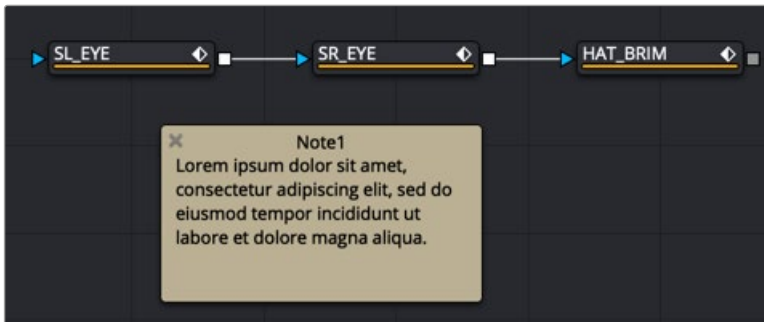 SL_EYE
SR_EYE
HAT_BRIM
Note1
Lorem ipsum dolor sit amet,
consectetur adipiscing elit, sed do
eiusmod tempor incididunt ut
labore et dolore magna aliqua.